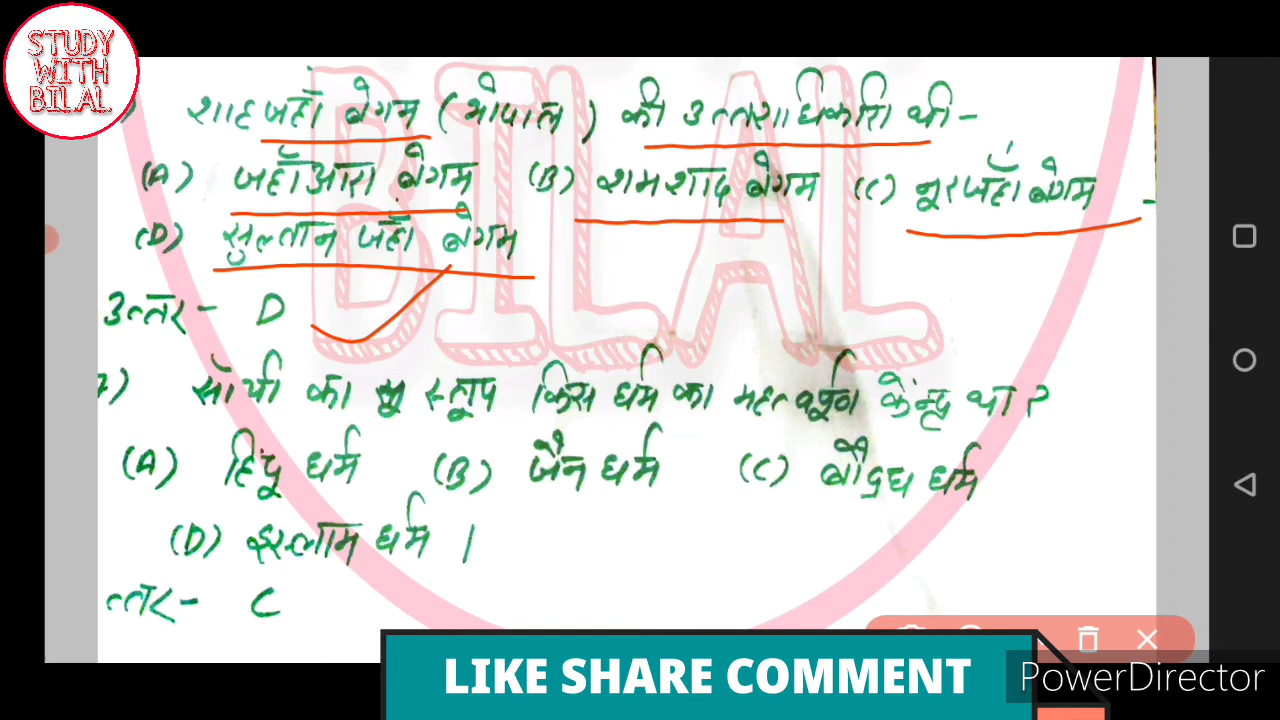 STUDY
WITH
BILAL
) शाहजहाँ बेगम (भोपाल) की उत्तराधिकारी थी-
(A) जहाँआरा बेगम (B) शमशाद बेगम (C) नूरजहाँ बेगम -
(D) सुल्तान जहाँ बेगम
उत्तर- D
) साँची का स्तूप किस धर्म का महत्वपूर्ण केंन्द्र था?
(A) हिंदू धर्म (B) जैन धर्म (C) बौद्ध धर्म
(D) इस्लाम धर्म ।
त्तर- C
BILAL
LIKE SHARE COMMENT
PowerDirector